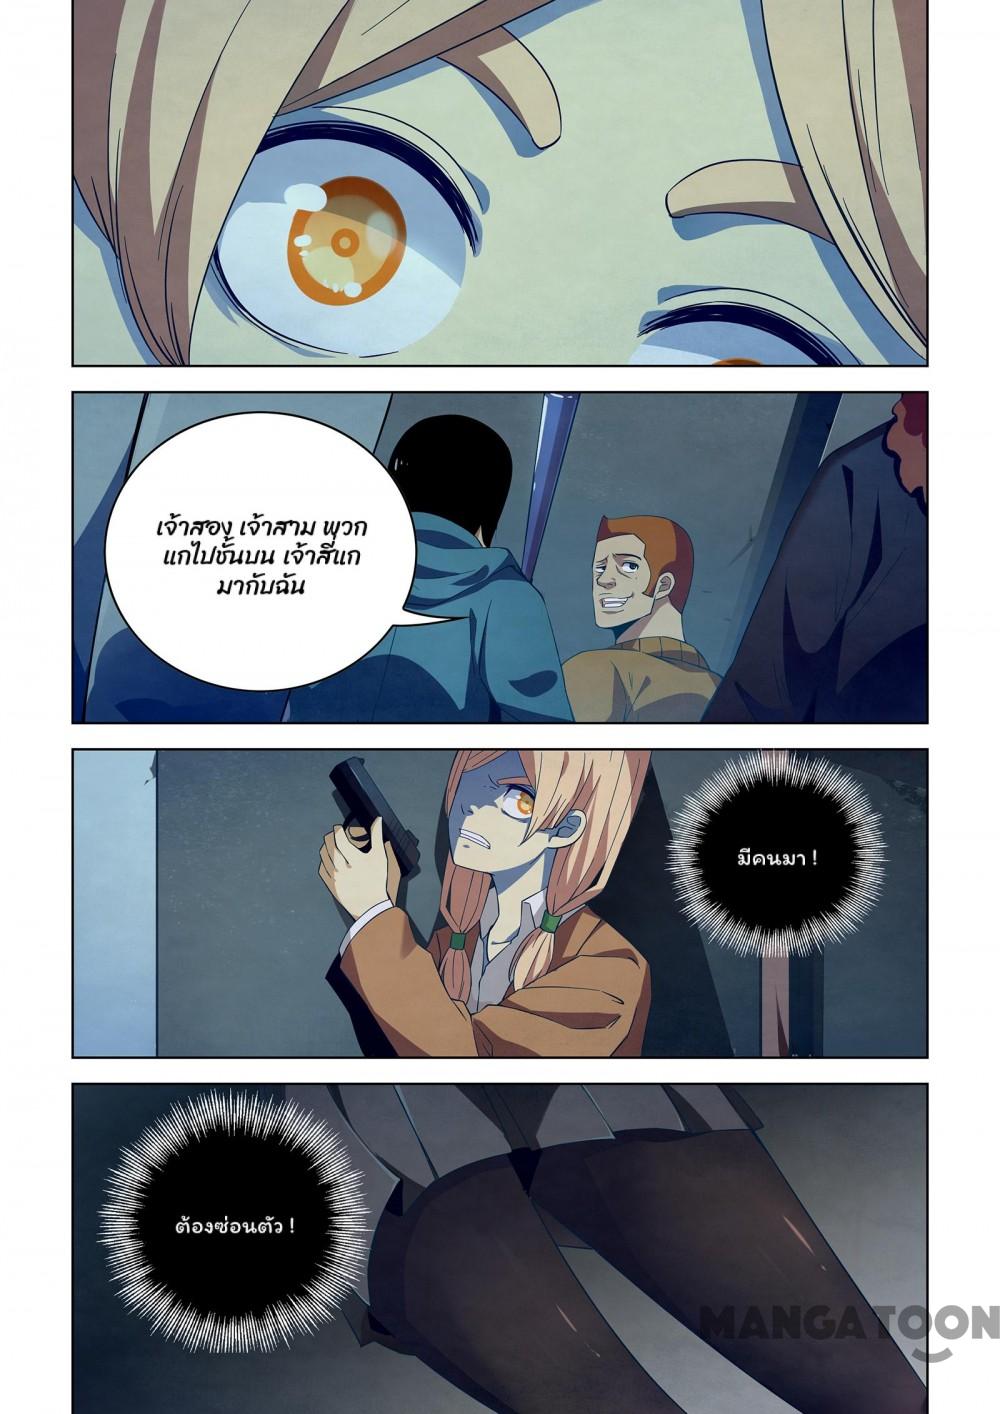 เจ้าสอง เจ้าสาม พวก
แกไปชั้นบน เจ้าสี่แก
มากับฉัน
มีคนมา !
ต้องซ่อนตัว !
MANGATOON